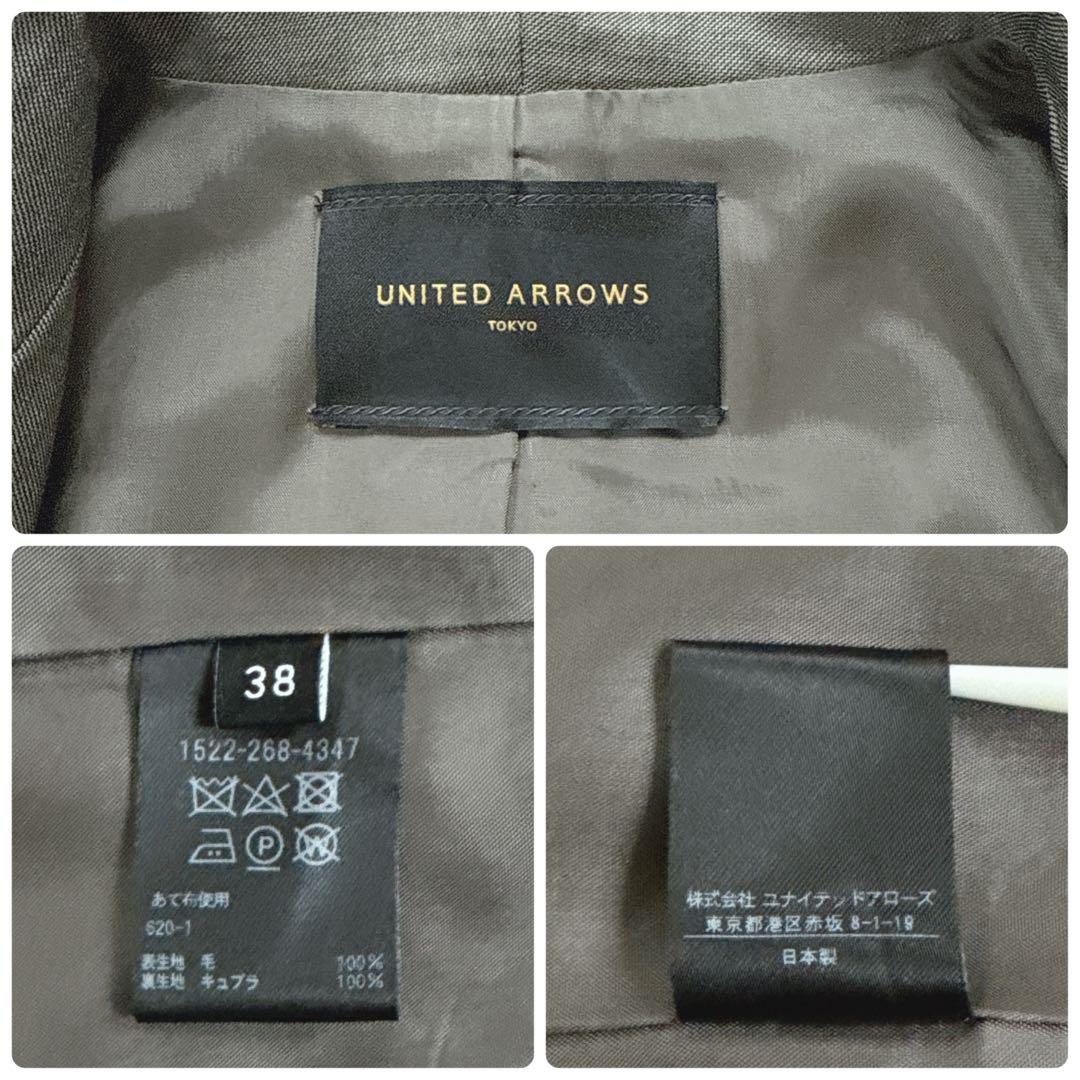 UNITED ARROWS
TOKYO
38
1522-268-4347
P
W
あて布使用
620-1
表生地 毛 100%
裏生地 キュプラ 100%
株式会社 ユナイテッドアローズ
東京都港区赤坂 8-1-19
日本製